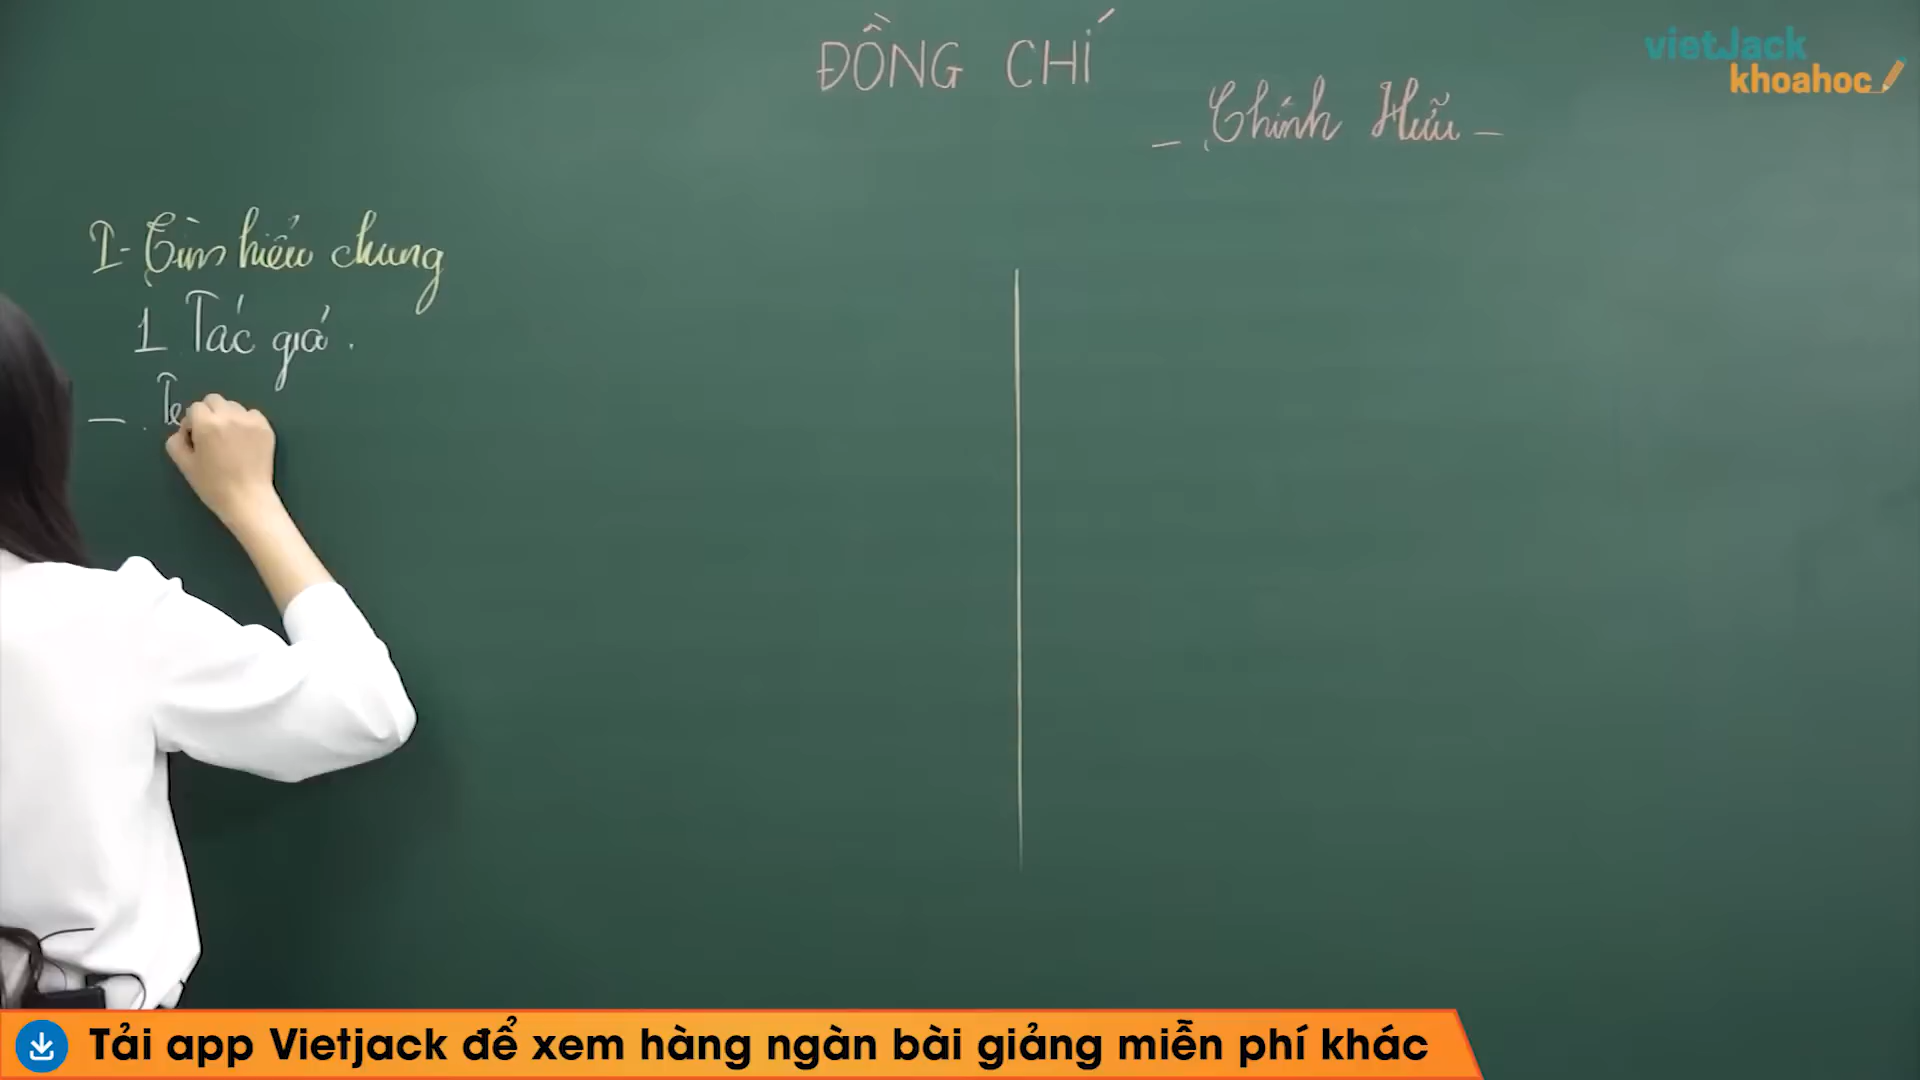 ĐỒNG CHÍ
- Chính Hữu -
vietJack
khoahoc
I- Tìm hiểu chung
1 Tác giả.
-
Tải app Vietjack để xem hàng ngàn bài giảng miễn phí khác